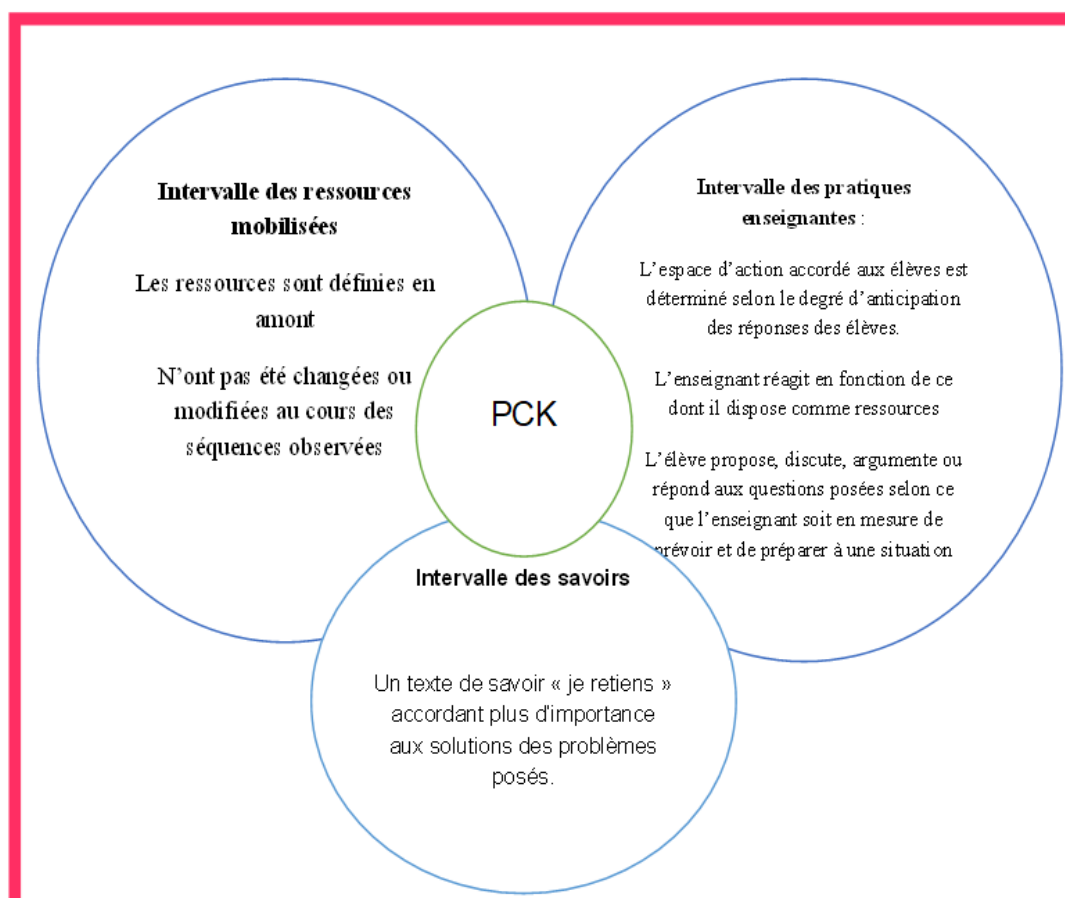 Intervalle des ressources
mobilisées
Les ressources sont définies en
amont
N'ont pas été changées ou
modifiées au cours des
séquences observées
Intervalle des pratiques
enseignantes :
L'espace d'action accordé aux élèves est
déterminé selon le degré d'anticipation
des réponses des élèves.
L'enseignant réagit en fonction de ce
dont il dispose comme ressources
L'élève propose, discute, argumente ou
répond aux questions posées selon ce
que l'enseignant soit en mesure de
prévoir et de préparer à une situation
PCK
Intervalle des savoirs
Un texte de savoir « je retiens »
accordant plus d'importance
aux solutions des problèmes
posés.